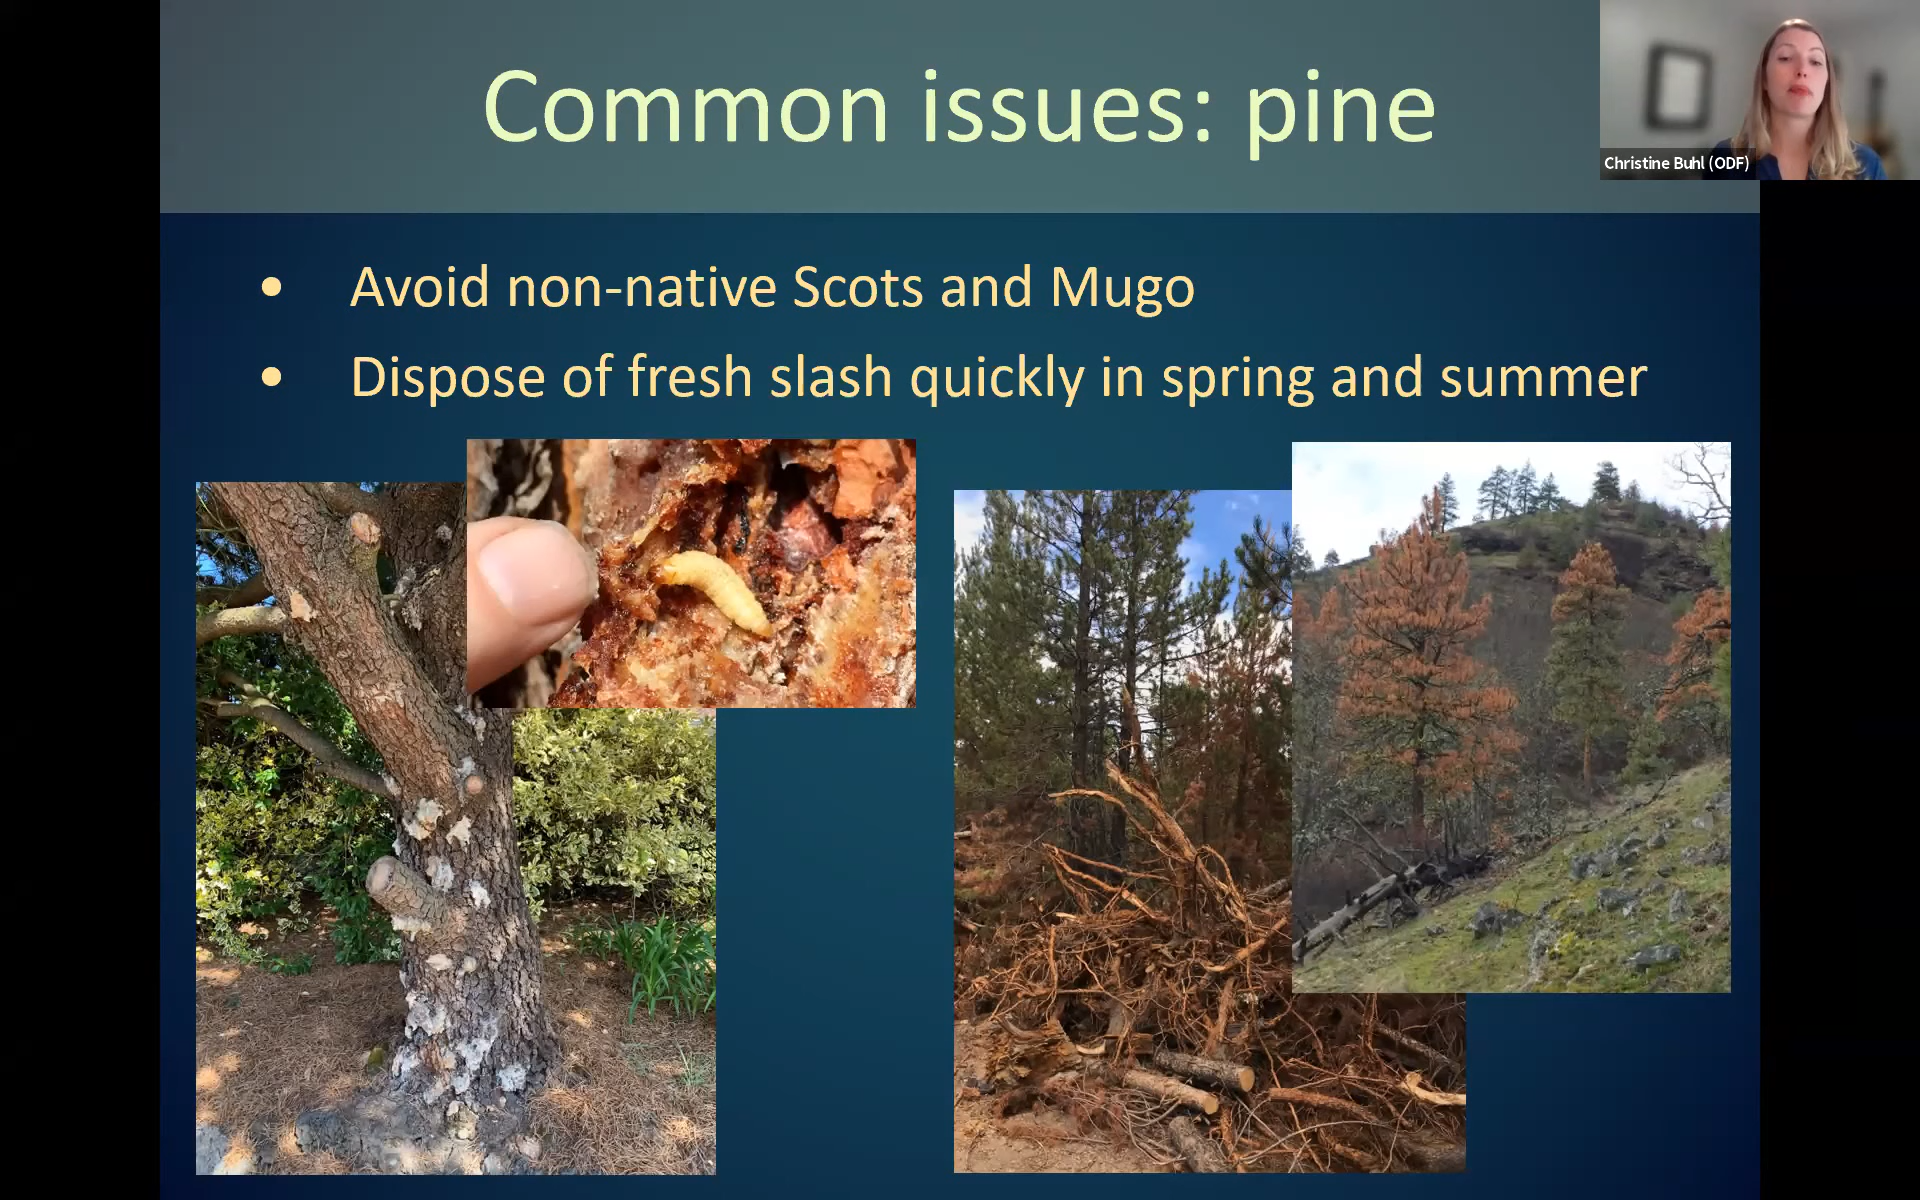 Common issues: pine
Christine Buhl (ODF)
• Avoid non-native Scots and Mugo
• Dispose of fresh slash quickly in spring and summer